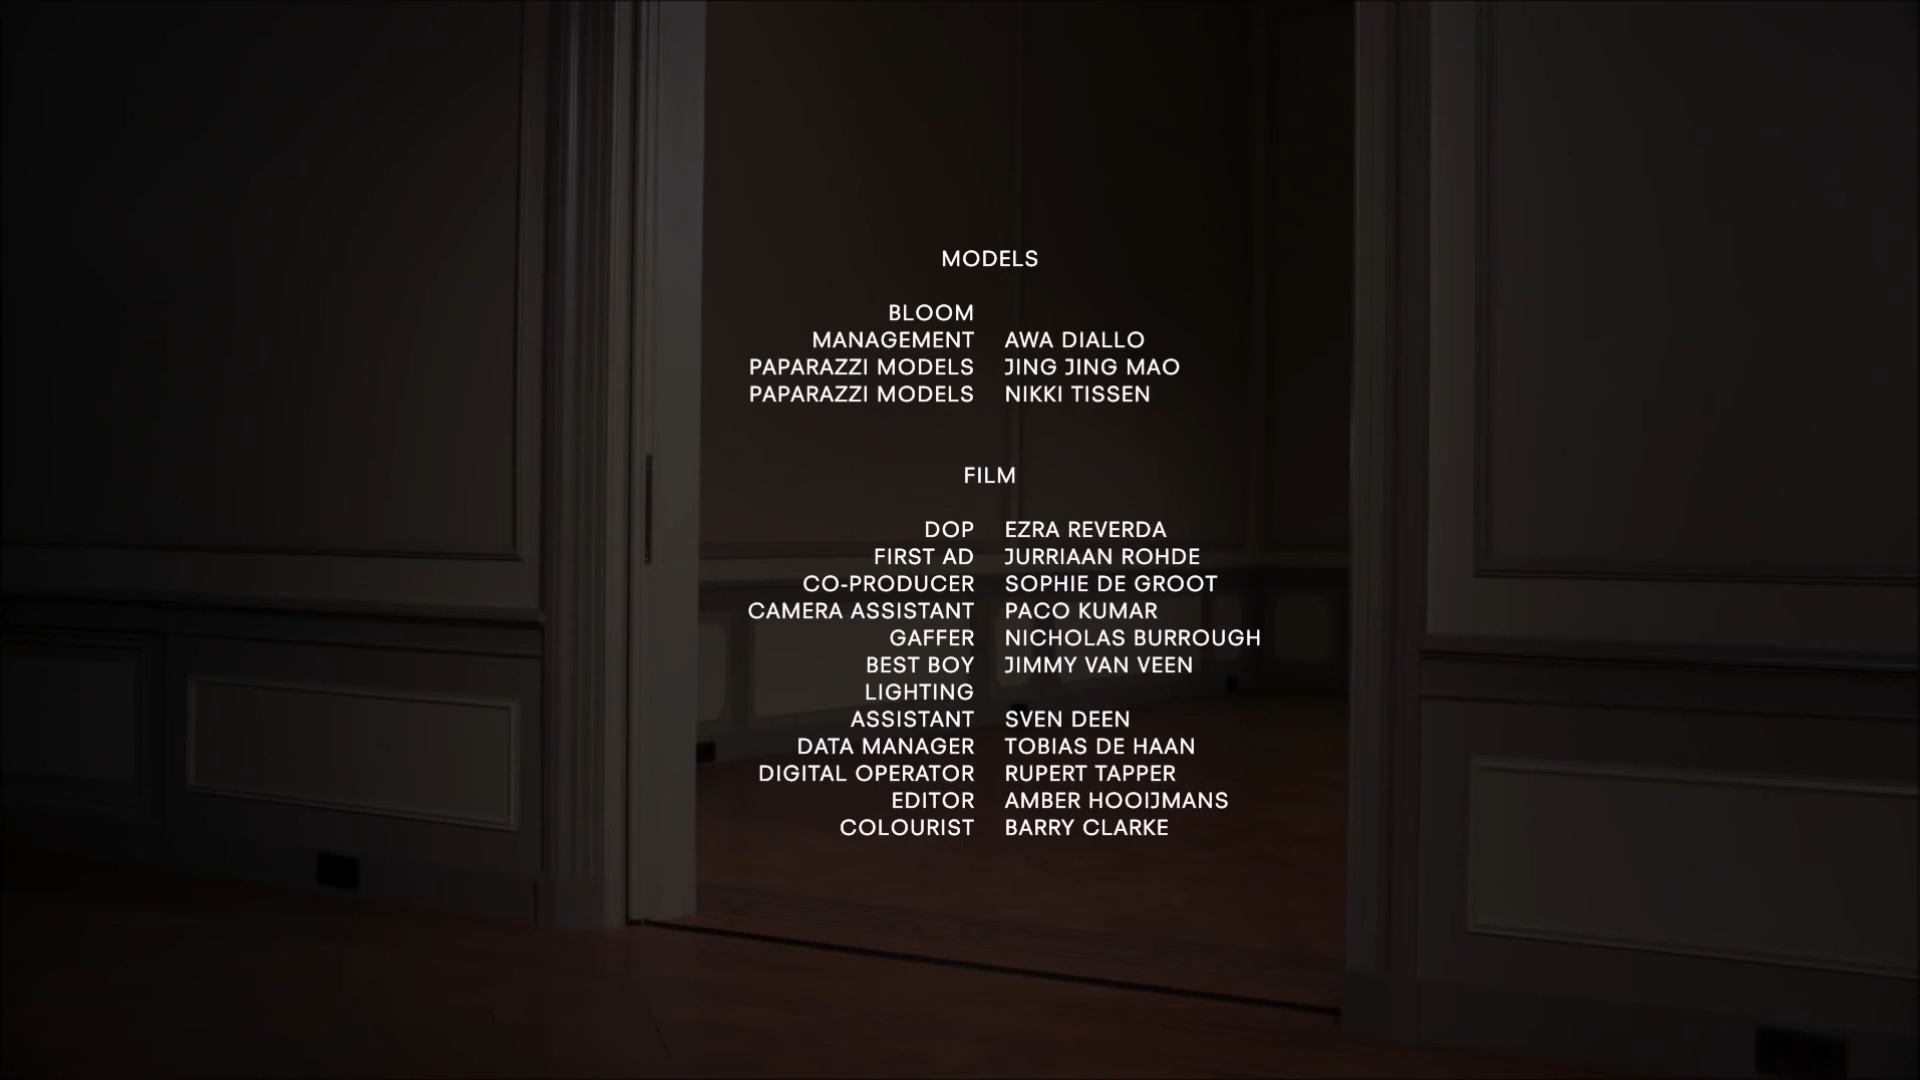 MODELS
BLOOM
MANAGEMENT AWA DIALLO
PAPARAZZI MODELS JING JING MAO
PAPARAZZI MODELS NIKKI TISSEN
FILM
DOP EZRA REVERDA
FIRST AD JURRIAAN ROHDE
CO-PRODUCER SOPHIE DE GROOT
CAMERA ASSISTANT PACO KUMAR
GAFFER NICHOLAS BURROUGH
BEST BOY JIMMY VAN VEEN
LIGHTING
ASSISTANT SVEN DEEN
DATA MANAGER TOBIAS DE HAAN
DIGITAL OPERATOR RUPERT TAPPER
EDITOR AMBER HOOIJMANS
COLOURIST BARRY CLARKE